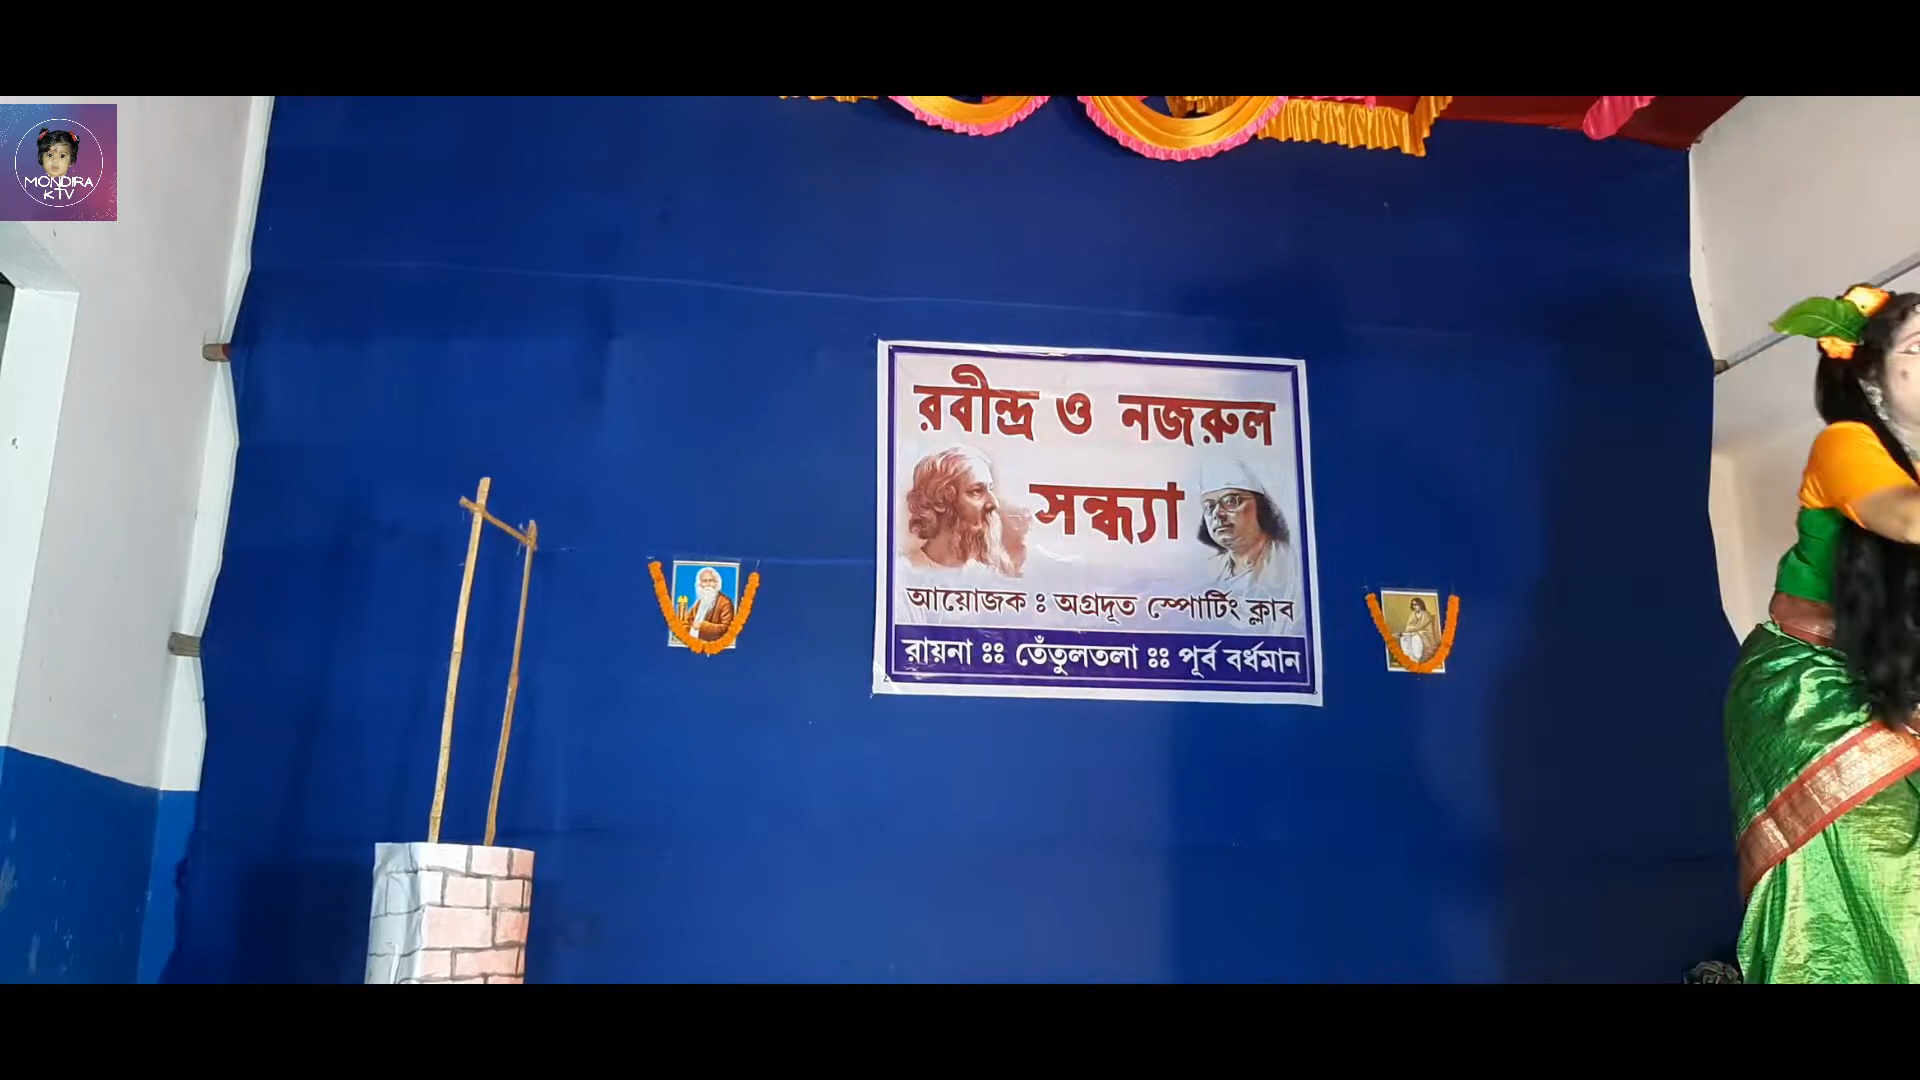 MONDIRA
KTV
রবীন্দ্র ও নজরুল
সন্ধ্যা
আয়োজক ঃ অগ্রদূত স্পোর্টিং ক্লাব
রায়না ঃঃ তেঁতুলতলা ঃঃ পূর্ব বর্ধমান